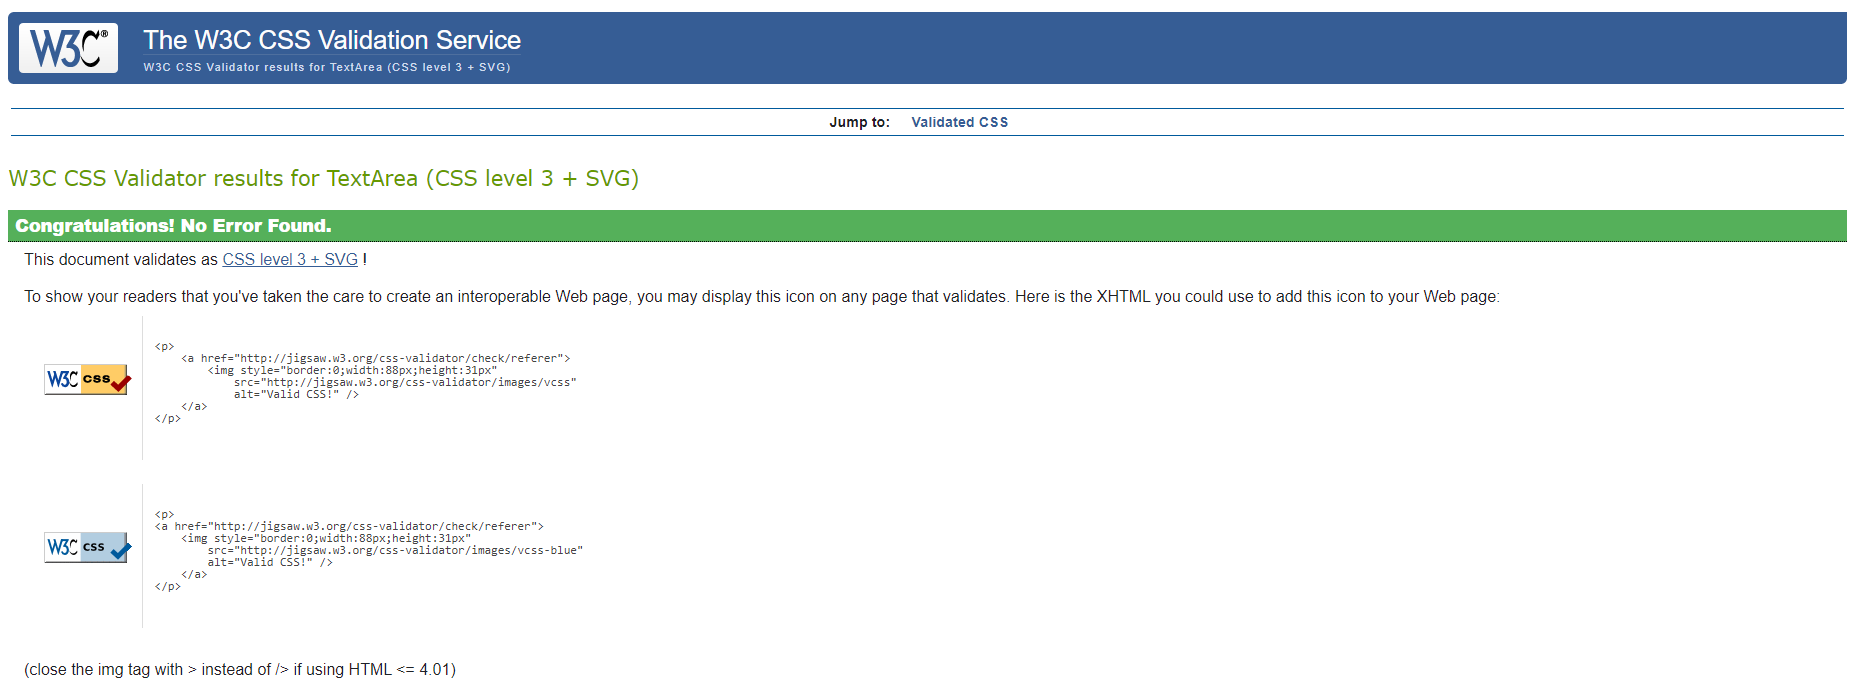 W3C®
The W3C CSS Validation Service
W3C CSS Validator results for TextArea (CSS level 3 + SVG)
Jump to: Validated CSS
W3C CSS Validator results for TextArea (CSS level 3 + SVG)
Congratulations! No Error Found.
This document validates as CSS level 3 + SVG !
To show your readers that you've taken the care to create an interoperable Web page, you may display this icon on any page that validates. Here is the XHTML you could use to add this icon to your Web page:
<p>
<a href="http://jigsaw.w3.org/css-validator/check/referer">
<img style="border:0;width:88px;height:31px"
W3C css
src="http://jigsaw.w3.org/css-validator/images/vcss"
alt="Valid CSS!" />
</a>
</p>
<p>
<a href="http://jigsaw.w3.org/css-validator/check/referer">
<img style="border:0;width:88px;height:31px"
W3C css
src="http://jigsaw.w3.org/css-validator/images/vcss-blue"
alt="Valid CSS!" />
</a>
</p>
(close the img tag with > instead of /> if using HTML <= 4.01)